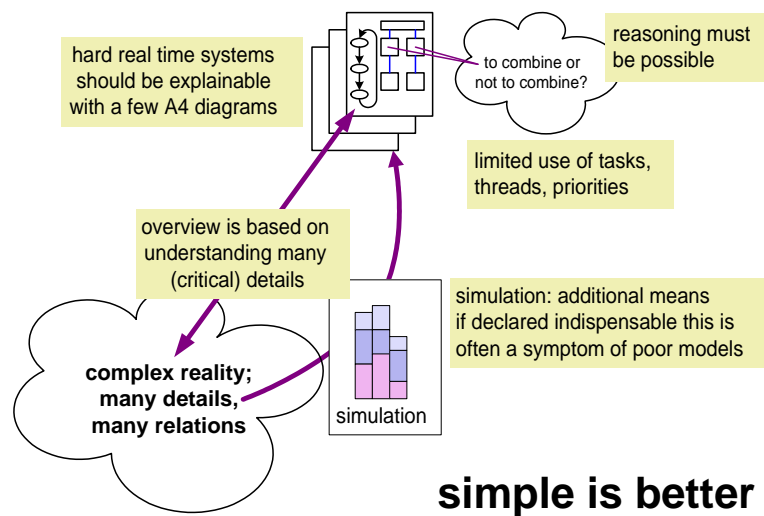 hard real time systems
should be explainable
with a few A4 diagrams
to combine or
not to combine?
reasoning must
be possible
limited use of tasks,
threads, priorities
overview is based on
understanding many
(critical) details
simulation: additional means
if declared indispensable this is
often a symptom of poor models
complex reality;
many details,
many relations
simulation
simple is better